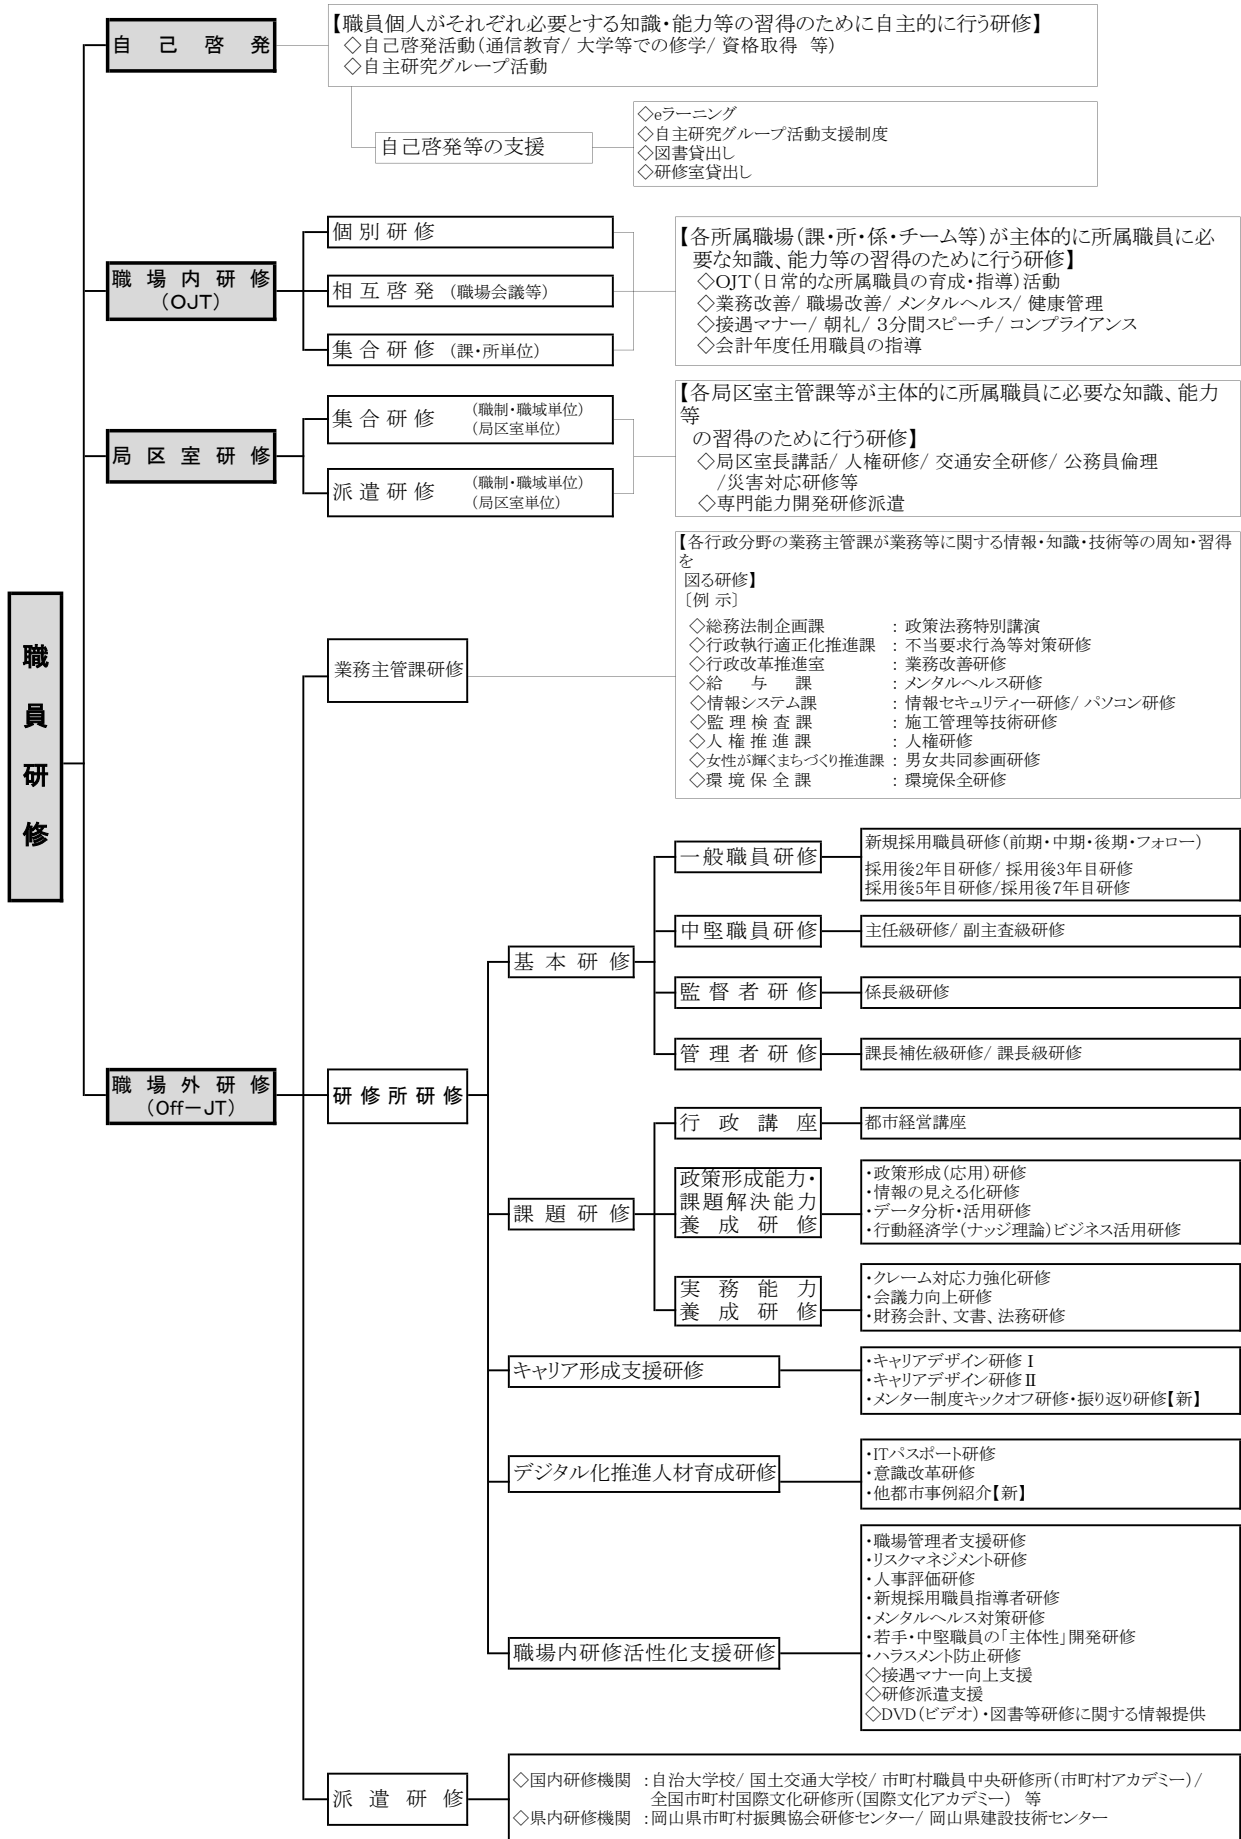 職員研修
自己啓発
【職員個人がそれぞれ必要とする知識・能力等の習得のために自主的に行う研修】
◇自己啓発活動(通信教育/ 大学等での修学/ 資格取得 等)
◇自主研究グループ活動
自己啓発等の支援
◇eラーニング
◇自主研究グループ活動支援制度
◇図書貸出し
◇研修室貸出し
職場内研修
(OJT)
個別研修
相互啓発 (職場会議等)
集合研修 (課・所単位)
【各所属職場(課・所・係・チーム等)が主体的に所属職員に必
要な知識、能力等の習得のために行う研修】
◇OJT(日常的な所属職員の育成・指導)活動
◇業務改善/ 職場改善/ メンタルヘルス/ 健康管理
◇接遇マナー/ 朝礼/ 3分間スピーチ/ コンプライアンス
◇会計年度任用職員の指導
局区室研修
集合研修 (職制・職域単位)
(局区室単位)
派遣研修 (職制・職域単位)
(局区室単位)
【各局区室主管課等が主体的に所属職員に必要な知識、能力
等
の習得のために行う研修】
◇局区室長講話/ 人権研修/ 交通安全研修/ 公務員倫理
/災害対応研修等
◇専門能力開発研修派遣
職場外研修
(Off-JT)
業務主管課研修
【各行政分野の業務主管課が業務等に関する情報・知識・技術等の周知・習得
を
図る研修】
〔例 示〕
◇総務法制企画課 : 政策法務特別講演
◇行政執行適正化推進課 : 不当要求行為等対策研修
◇行政改革推進室 : 業務改善研修
◇給 与 課 : メンタルヘルス研修
◇情報システム課 : 情報セキュリティー研修/ パソコン研修
◇監理検査課 : 施工管理等技術研修
◇人権推進課 : 人権研修
◇女性が輝くまちづくり推進課 : 男女共同参画研修
◇環境保全課 : 環境保全研修
研修所研修
基本研修
一般職員研修
新規採用職員研修(前期・中期・後期・フォロー)
採用後2年目研修/ 採用後3年目研修
採用後5年目研修/採用後7年目研修
中堅職員研修
主任級研修/ 副主査級研修
監督者研修
係長級研修
管理者研修
課長補佐級研修/ 課長級研修
課題研修
行政講座
都市経営講座
政策形成能力・
課題解決能力
養成研修
・政策形成(応用)研修
・情報の見える化研修
・データ分析・活用研修
・行動経済学(ナッジ理論)ビジネス活用研修
実務能力
養成研修
・クレーム対応力強化研修
・会議力向上研修
・財務会計、文書、法務研修
キャリア形成支援研修
・キャリアデザイン研修Ⅰ
・キャリアデザイン研修Ⅱ
・メンター制度キックオフ研修・振り返り研修【新】
デジタル化推進人材育成研修
・ITパスポート研修
・意識改革研修
・他都市事例紹介【新】
職場内研修活性化支援研修
・職場管理者支援研修
・リスクマネジメント研修
・人事評価研修
・新規採用職員指導者研修
・メンタルヘルス対策研修
・若手・中堅職員の「主体性」開発研修
・ハラスメント防止研修
◇接遇マナー向上支援
◇研修派遣支援
◇DVD(ビデオ)・図書等研修に関する情報提供
派遣研修
◇国内研修機関 :自治大学校/ 国土交通大学校/ 市町村職員中央研修所(市町村アカデミー)/
全国市町村国際文化研修所(国際文化アカデミー) 等
◇県内研修機関 :岡山県市町村振興協会研修センター/ 岡山県建設技術センター